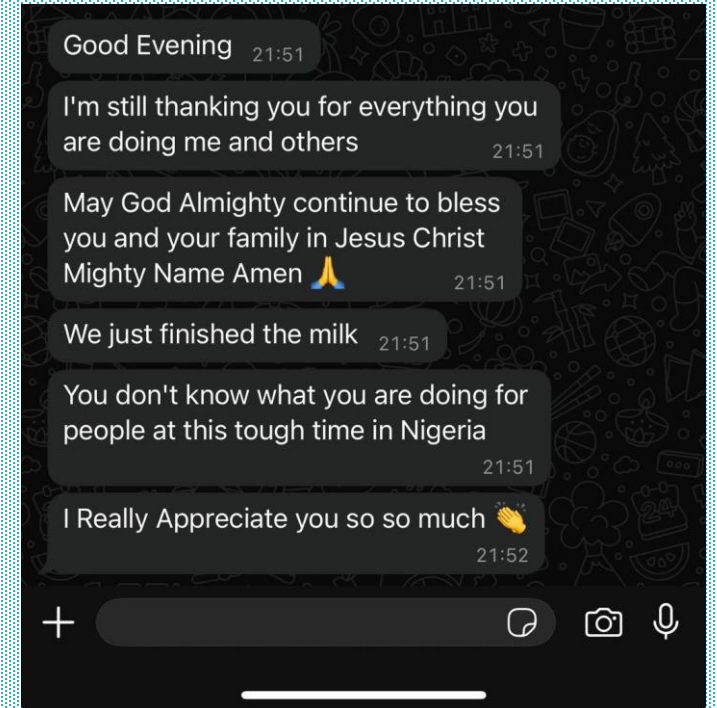 Good Evening 21:51
I'm still thanking you for everything you
are doing me and others 21:51
May God Almighty continue to bless
you and your family in Jesus Christ
Mighty Name Amen 🙏 21:51
We just finished the milk 21:51
You don't know what you are doing for
people at this tough time in Nigeria
21:51
I Really Appreciate you so so much 👏
21:52